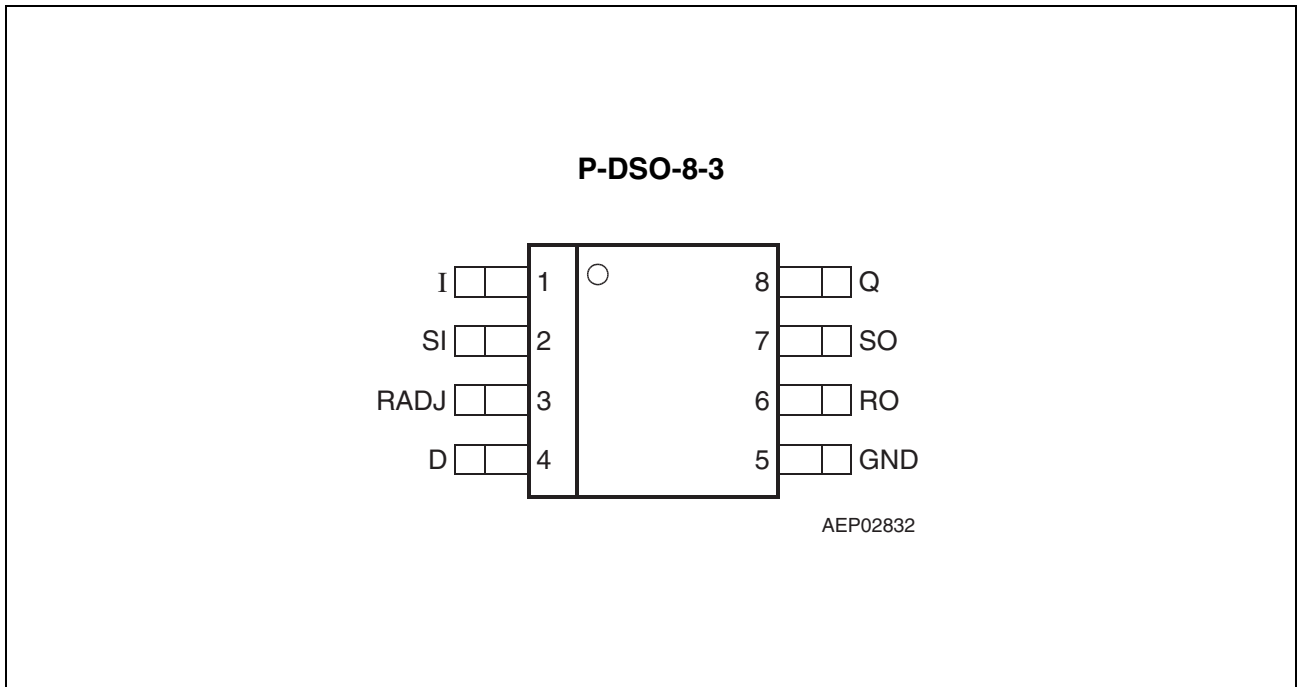 P-DSO-8-3
I 1 8 Q
SI 2 7 SO
RADJ 3 6 RO
D 4 5 GND
AEP02832